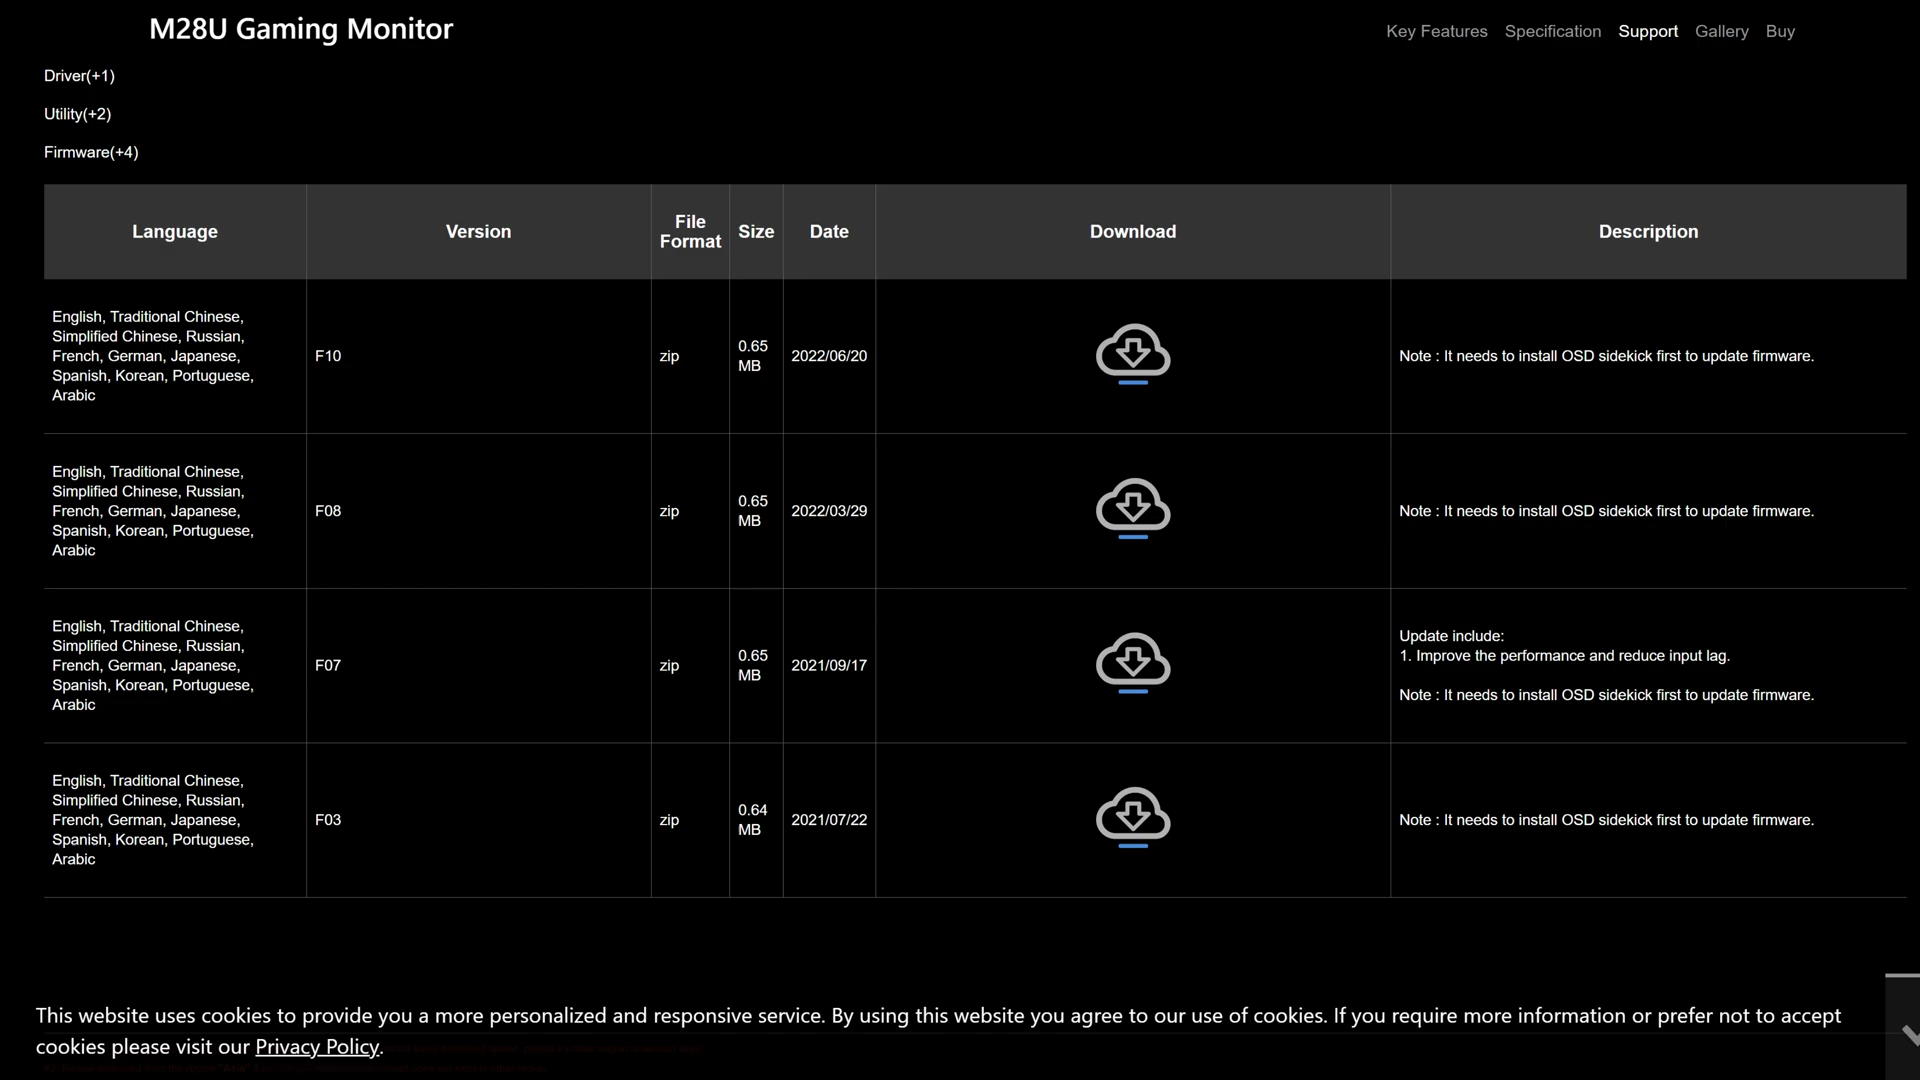 M28U Gaming Monitor
Key Features Specification Support Gallery Buy
Driver(+1)
Utility(+2)
Firmware(+4)
Language Version File Format Size Date Download Description
English, Traditional Chinese,
Simplified Chinese, Russian,
French, German, Japanese,
Spanish, Korean, Portuguese,
Arabic
F10
zip
0.65
MB
2022/06/20
Note : It needs to install OSD sidekick first to update firmware.
English, Traditional Chinese,
Simplified Chinese, Russian,
French, German, Japanese,
Spanish, Korean, Portuguese,
Arabic
F08
zip
0.65
MB
2022/03/29
Note : It needs to install OSD sidekick first to update firmware.
English, Traditional Chinese,
Simplified Chinese, Russian,
French, German, Japanese,
Spanish, Korean, Portuguese,
Arabic
F07
zip
0.65
MB
2021/09/17
Update include:
1. Improve the performance and reduce input lag.
Note : It needs to install OSD sidekick first to update firmware.
English, Traditional Chinese,
Simplified Chinese, Russian,
French, German, Japanese,
Spanish, Korean, Portuguese,
Arabic
F03
zip
0.64
MB
2021/07/22
Note : It needs to install OSD sidekick first to update firmware.
This website uses cookies to provide you a more personalized and responsive service. By using this website you agree to our use of cookies. If you require more information or prefer not to accept
cookies please visit our Privacy Policy.